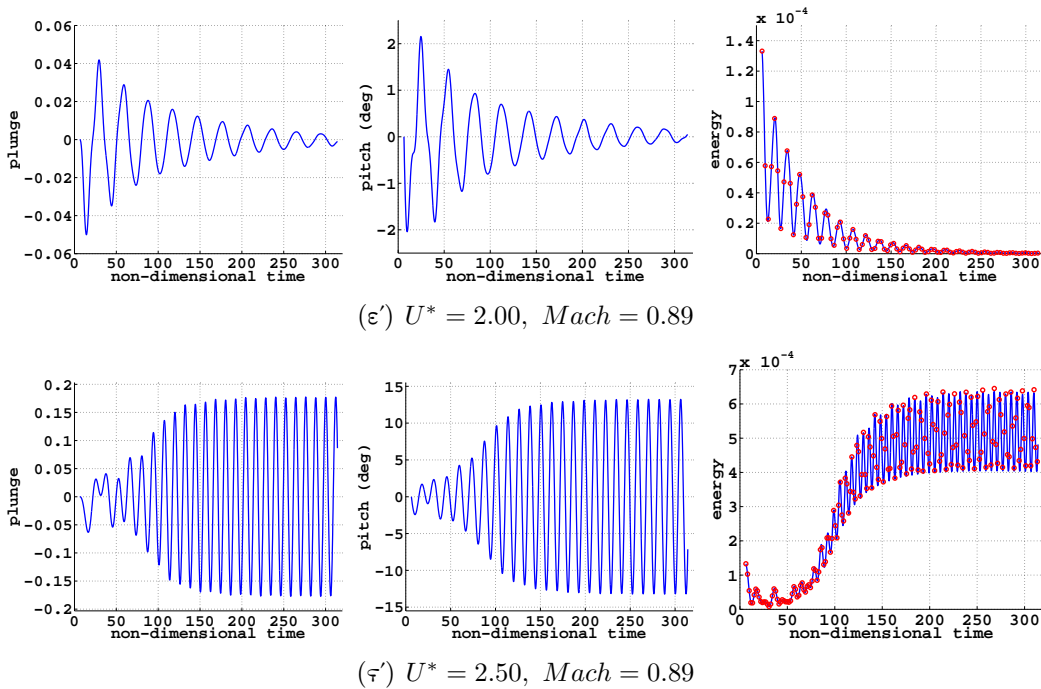 0.06
0.04
0.02
0
−0.02
−0.04
−0.06
plunge
0 50 100 150 200 250 300
non-dimensional time
2
1
0
−1
−2
pitch (deg)
0 50 100 150 200 250 300
non-dimensional time
x 10⁻⁴
1.4
1.2
1
0.8
0.6
0.4
0.2
0
energy
0 50 100 150 200 250 300
non-dimensional time
(ε′) U* = 2.00, Mach = 0.89
0.2
0.15
0.1
0.05
0
−0.05
−0.1
−0.15
−0.2
plunge
0 50 100 150 200 250 300
non-dimensional time
15
10
5
0
−5
−10
−15
pitch (deg)
0 50 100 150 200 250 300
non-dimensional time
x 10⁻⁴
7
6
5
4
3
2
1
0
energy
0 50 100 150 200 250 300
non-dimensional time
(ϛ′) U* = 2.50, Mach = 0.89